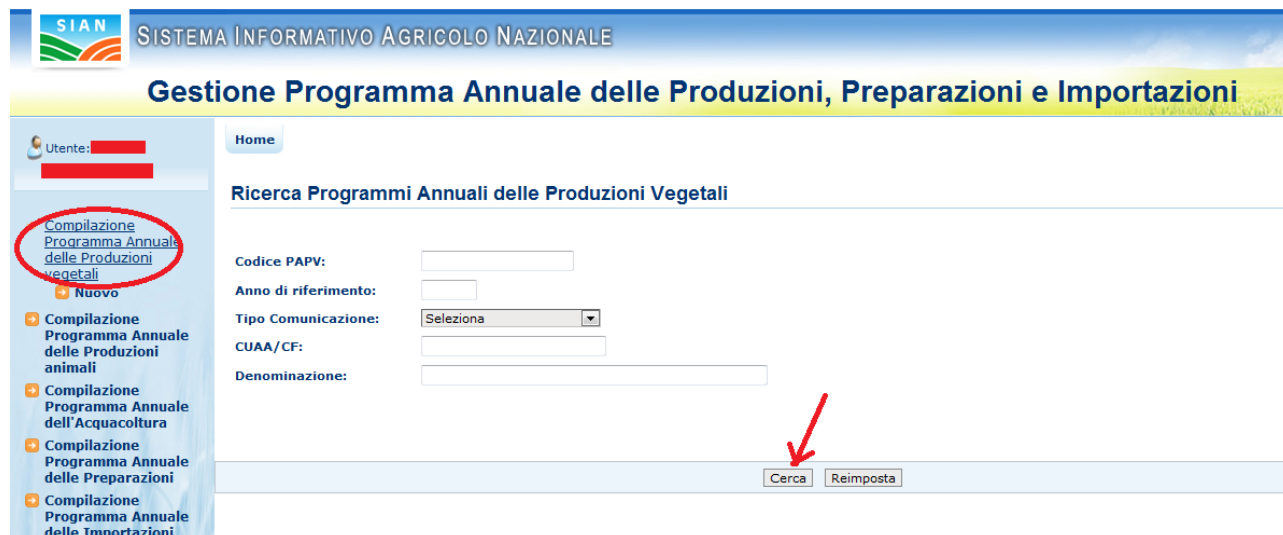 SIAN
SISTEMA INFORMATIVO AGRICOLO NAZIONALE
Gestione Programma Annuale delle Produzioni, Preparazioni e Importazioni
Utente:
Compilazione
Programma Annuale
delle Produzioni
vegetali
Nuovo
Compilazione
Programma Annuale
delle Produzioni
animali
Compilazione
Programma Annuale
dell'Acquacoltura
Compilazione
Programma Annuale
delle Preparazioni
Compilazione
Programma Annuale
delle Importazioni
Home
Ricerca Programmi Annuali delle Produzioni Vegetali
Codice PAPV:
Anno di riferimento:
Tipo Comunicazione: Seleziona
CUAA/CF:
Denominazione:
Cerca Reimposta